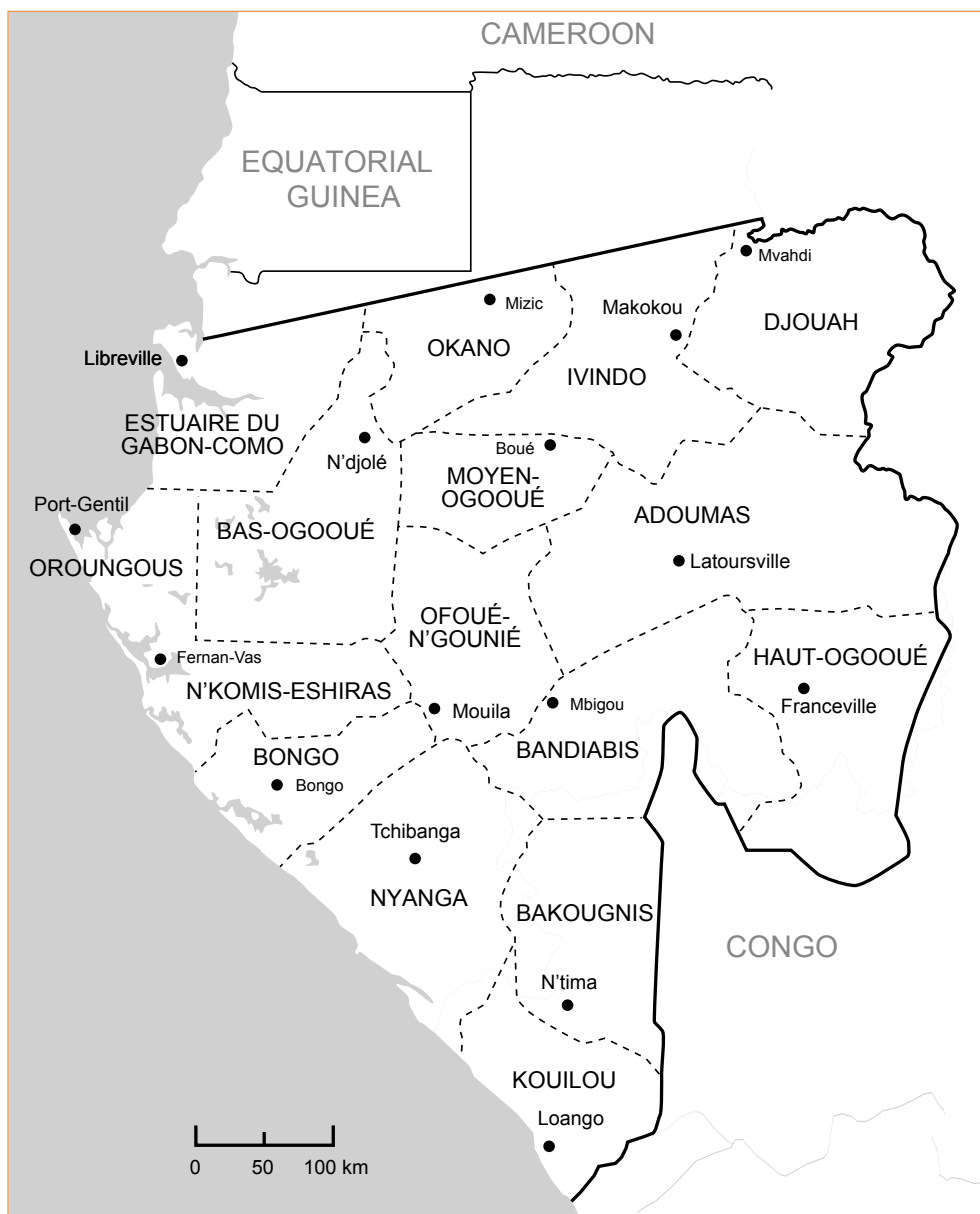 CAMEROON
EQUATORIAL
GUINEA
Mvahdi
Mizic
Makokou
DJOUAH
OKANO
Libreville
IVINDO
ESTUAIRE DU
GABON-COMO
N'djolé
Boué
MOYEN-
OGOOUÉ
Port-Gentil
BAS-OGOOUÉ
ADOUMAS
OROUNGOUS
Latoursville
OFOUÉ-
N'GOUNIÉ
Fernan-Vas
HAUT-OGOOUÉ
N'KOMIS-ESHIRAS
Mouila
Mbigou
Franceville
BONGO
BANDIABIS
Bongo
Tchibanga
NYANGA
BAKOUGNIS
CONGO
N'tima
KOUILOU
Loango
0 50 100 km